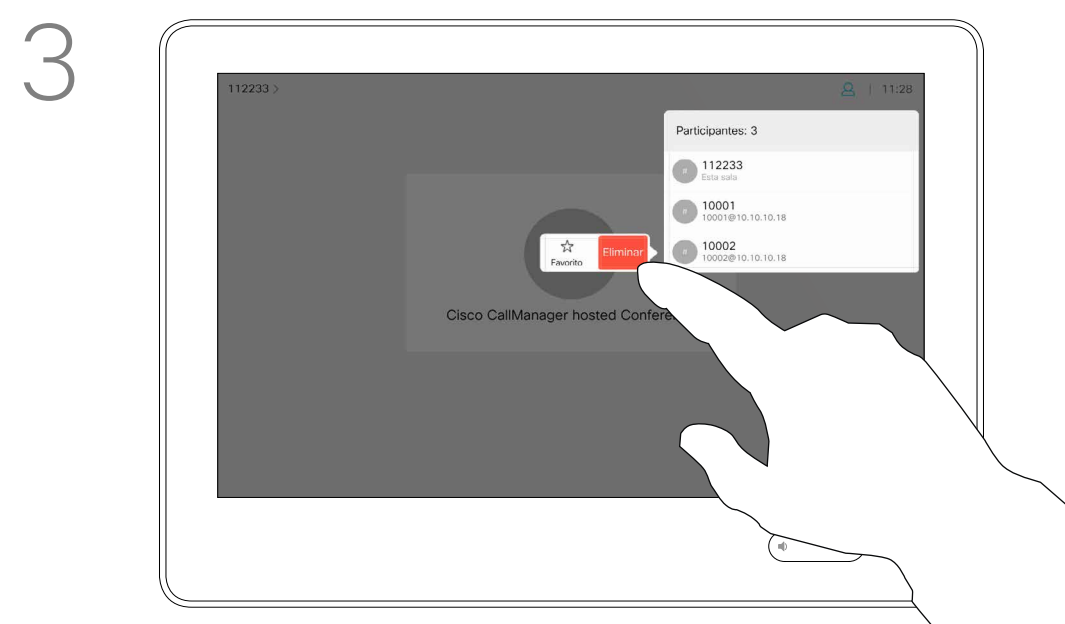 3
112233 >
11:28
Participantes: 3
112233
Esta sala
10001
10001@10.10.10.18
10002
10002@10.10.10.18
Favorito
Eliminar
Cisco CallManager hosted Confere